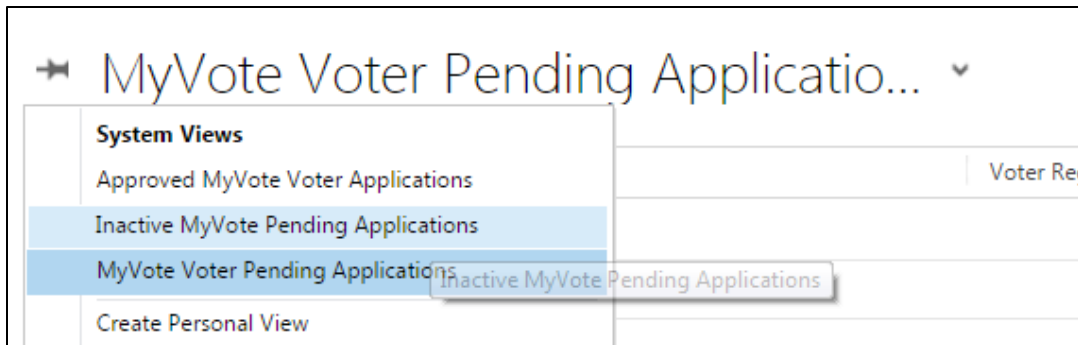 MyVote Voter Pending Applicatio...
System Views
Approved MyVote Voter Applications
Voter Re
Inactive MyVote Pending Applications
MyVote Voter Pending Applications
Inactive MyVote Pending Applications
Create Personal View